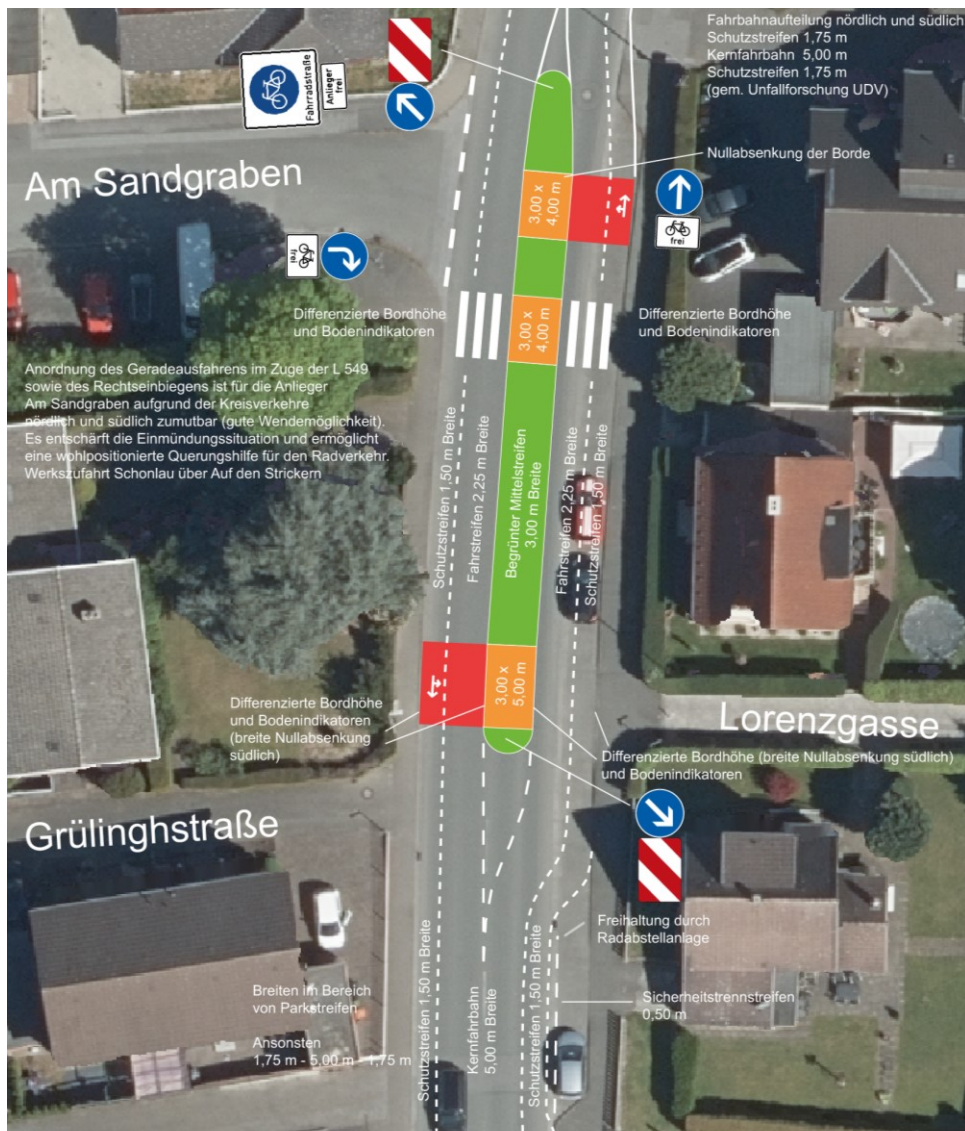 Fahrbahnaufteilung nördlich und südlich
Schutzstreifen 1,75 m
Kernfahrbahn 5,00 m
Schutzstreifen 1,75 m
(gem. Unfallforschung UDV)
Fahrradstraße
Anlieger
frei
Nullabsenkung der Borde
Am Sandgraben
3,00 x
4,00 m
frei
frei
Differenzierte Bordhöhe
und Bodenindikatoren
3,00 x
4,00 m
Differenzierte Bordhöhe
und Bodenindikatoren
Anordnung des Geradeausfahrens im Zuge der L 549
sowie des Rechtseinbiegens ist für die Anlieger
Am Sandgraben aufgrund der Kreisverkehre
nördlich und südlich zumutbar (gute Wendemöglichkeit).
Es entschärft die Einmündungssituation und ermöglicht
eine wohlpositionierte Querungshilfe für den Radverkehr.
Werkszufahrt Schonlau über Auf den Strickern
Schutzstreifen 1,50 m Breite
Fahrstreifen 2,25 m Breite
Begrünter Mittelstreifen
3,00 m Breite
Fahrstreifen 2,25 m Breite
Schutzstreifen 1,50 m Breite
3,00 x
5,00 m
Differenzierte Bordhöhe
und Bodenindikatoren
(breite Nullabsenkung
südlich)
Lorenzgasse
Differenzierte Bordhöhe (breite Nullabsenkung südlich)
und Bodenindikatoren
Grülinghstraße
Freihaltung durch
Radabstellanlage
Breiten im Bereich
von Parkstreifen
Ansonsten
1,75 m - 5,00 m - 1,75 m
Schutzstreifen 1,50 m Breite
Kernfahrbahn
5,00 m Breite
Schutzstreifen 1,50 m Breite
Sicherheitstrennstreifen
0,50 m